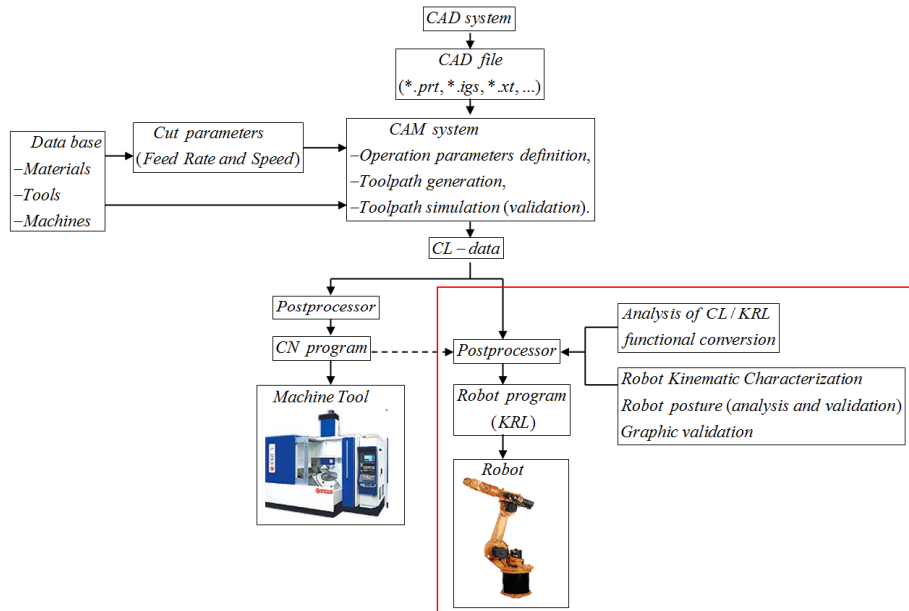 CAD system
CAD file
(*.prt,*.igs,*.xt,...)
Data base
–Materials
–Tools
–Machines
Cut parameters
(Feed Rate and Speed)
CAM system
–Operation parameters definition,
–Toolpath generation,
–Toolpath simulation (validation).
CL–data
Postprocessor
CN program
Machine Tool
Postprocessor
Robot program
(KRL)
Robot
Analysis of CL / KRL
functional conversion
Robot Kinematic Characterization
Robot posture (analysis and validation)
Graphic validation